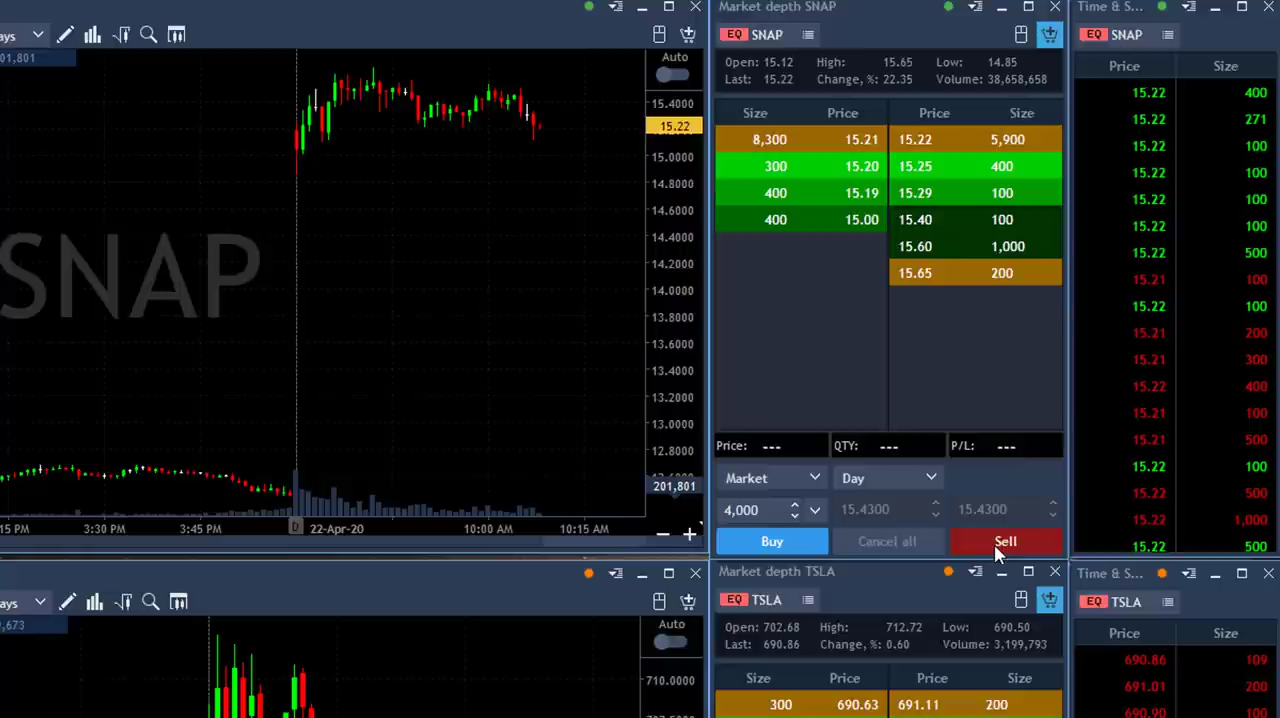 ays
01,801
Auto
15.4000
15.22
15.0000
14.8000
14.6000
14.4000
14.2000
14.0000
13.8000
13.6000
13.4000
13.2000
13.0000
12.8000
201,801
SNAP
15 PM 3:30 PM 3:45 PM D 22-Apr-20 10:00 AM 10:15 AM
Market depth SNAP
EQ SNAP
Open: 15.12 High: 15.65 Low: 14.85
Last: 15.22 Change, %: 22.35 Volume: 38,658,658
Size Price Price Size
8,300 15.21 15.22 5,900
300 15.20 15.25 400
400 15.19 15.29 100
400 15.00 15.40 100
15.60 1,000
15.65 200
Price: --- QTY: --- P/L: ---
Market Day
4,000 15.4300 15.4300
Buy Cancel all Sell
Time & S...
EQ SNAP
Price Size
15.22 400
15.22 271
15.22 100
15.22 100
15.22 100
15.22 100
15.22 500
15.21 100
15.22 100
15.21 200
15.21 300
15.22 400
15.21 100
15.21 500
15.22 100
15.22 500
15.22 1,000
15.22 500
ays
,673
Auto
710.0000
Market depth TSLA
EQ TSLA
Open: 702.68 High: 712.72 Low: 690.50
Last: 690.86 Change, %: 0.60 Volume: 3,199,793
Size Price Price Size
300 690.63 691.11 200
Time & S...
EQ TSLA
Price Size
690.86 109
691.01 200
690.90 100